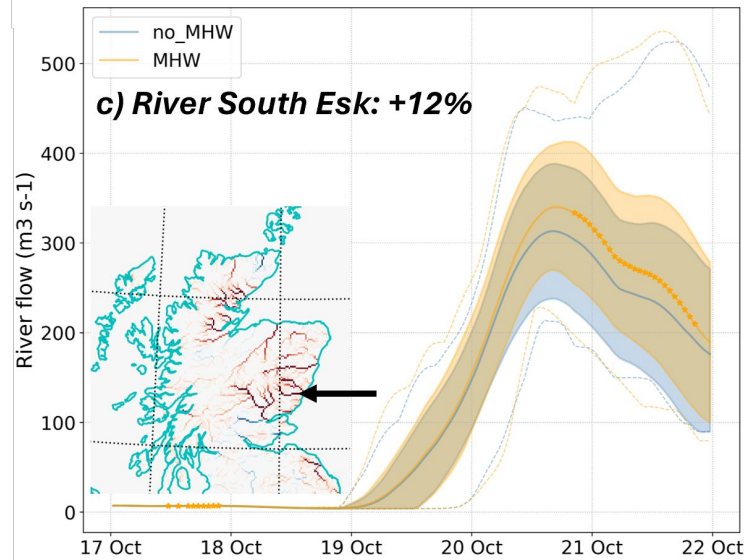 no_MHW
MHW
c) River South Esk: +12%
River flow (m3 s-1)
500
400
300
200
100
0
17 Oct 18 Oct 19 Oct 20 Oct 21 Oct 22 Oct